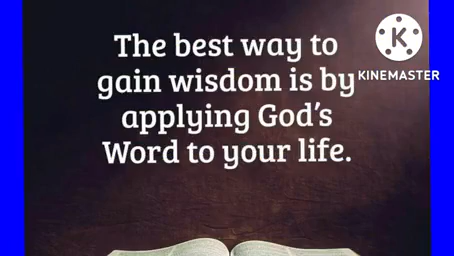 The best way to
gain wisdom is by
applying God's
Word to your life.
K
KINEMASTER